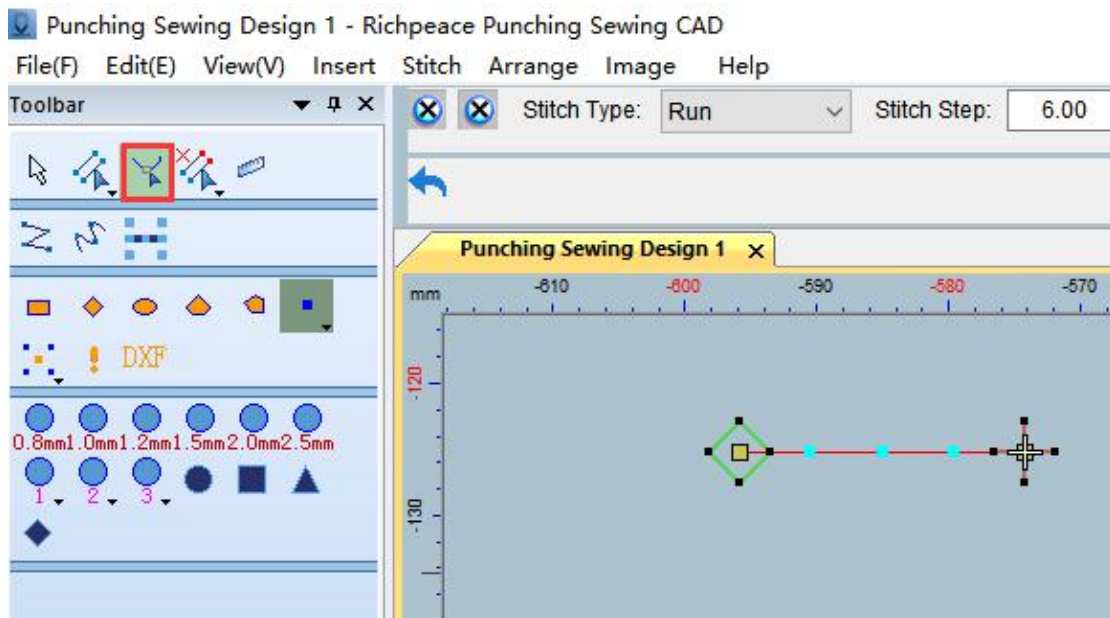 Punching Sewing Design 1 - Richpeace Punching Sewing CAD
File(F) Edit(E) View(V) Insert Stitch Arrange Image Help
Toolbar
Stitch Type: Run Stitch Step: 6.00
Punching Sewing Design 1
mm -610 -600 -590 -580 -570
-120
-130
DXF
0.8mm1.0mm1.2mm1.5mm2.0mm2.5mm
1 2 3